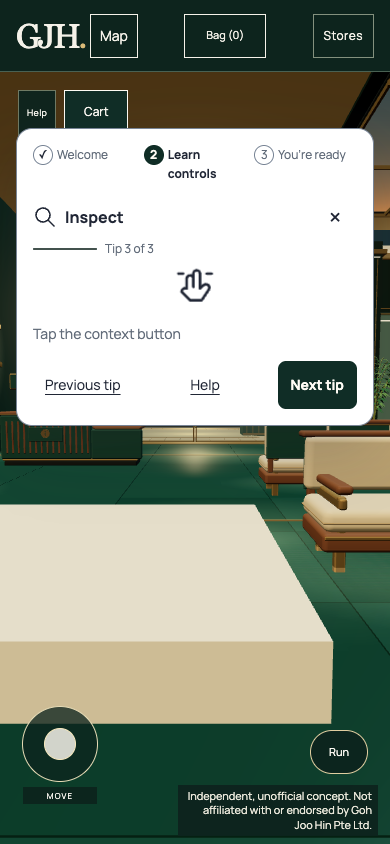 GJH.
Map
Bag (0)
Stores
Help
Cart
✓ Welcome
2 Learn
controls
3 You're ready
Inspect
×
Tip 3 of 3
Tap the context button
Previous tip
Help
Next tip
Run
MOVE
Independent, unofficial concept. Not
affiliated with or endorsed by Goh
Joo Hin Pte Ltd.